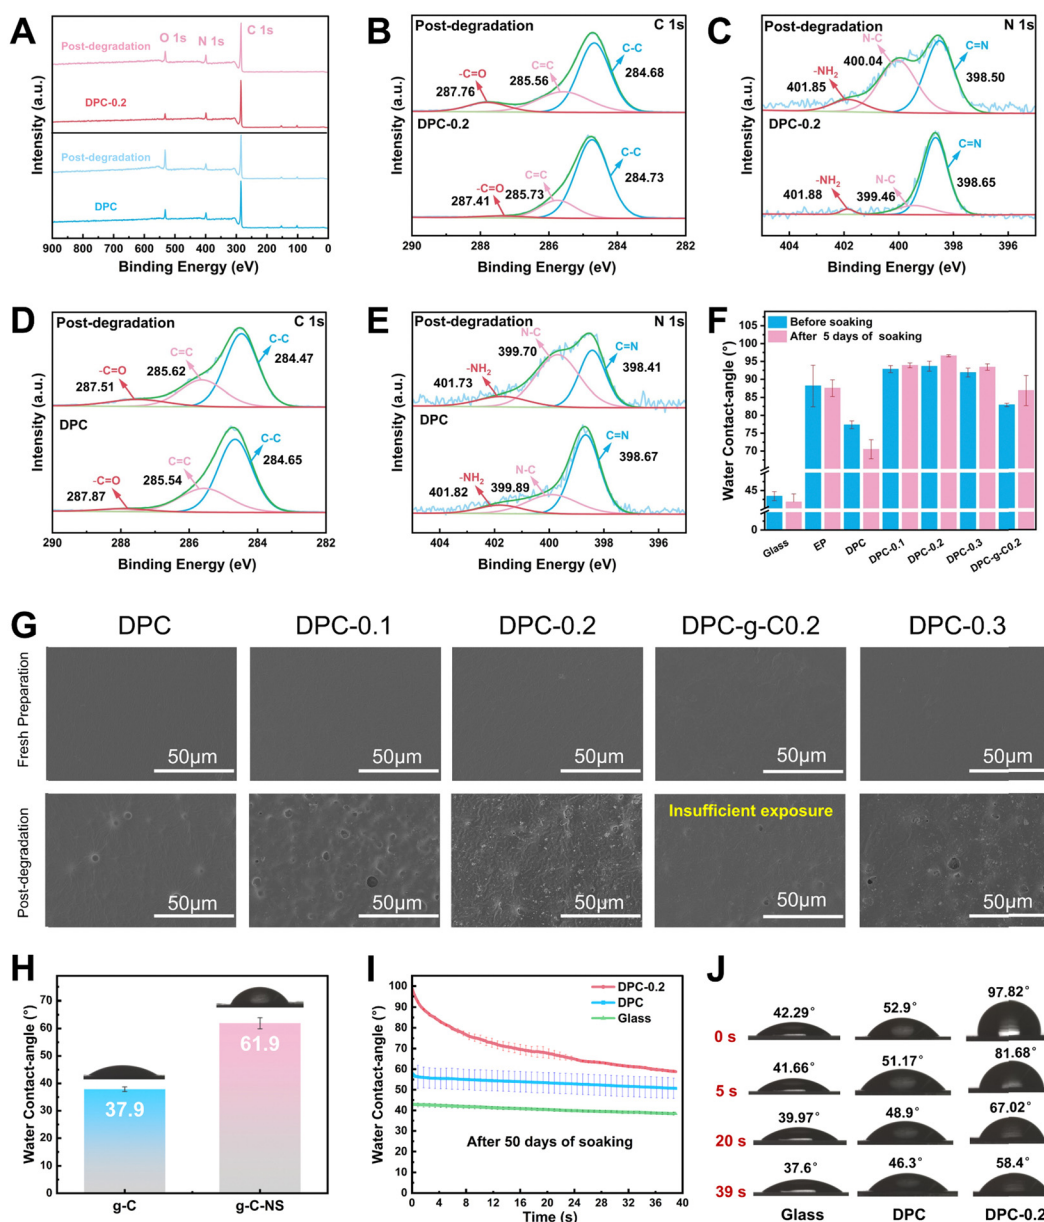 A
O 1s
N 1s
C 1s
Post-degradation
DPC-0.2
Post-degradation
DPC
Intensity (a.u.)
900 800 700 600 500 400 300 200 100 0
Binding Energy (eV)
B
Post-degradation
C 1s
C=C
C-C
-C=O
285.56
284.68
287.76
DPC-0.2
C-C
C=C
-C=O
285.73
284.73
287.41
Intensity (a.u.)
290 288 286 284 282
Binding Energy (eV)
C
Post-degradation
N 1s
N-C
C=N
400.04
-NH2
398.50
401.85
DPC-0.2
C=N
N-C
-NH2
398.65
401.88
399.46
Intensity (a.u.)
404 402 400 398 396
Binding Energy (eV)
D
Post-degradation
C 1s
C-C
C=C
284.47
285.62
-C=O
287.51
DPC
C-C
C=C
-C=O
285.54
284.65
287.87
Intensity (a.u.)
290 288 286 284 282
Binding Energy (eV)
E
Post-degradation
N 1s
N-C
C=N
399.70
398.41
-NH2
401.73
DPC
C=N
N-C
-NH2
398.67
399.89
401.82
Intensity (a.u.)
404 402 400 398 396
Binding Energy (eV)
F
Before soaking
After 5 days of soaking
105
100
95
90
85
80
75
70
45
0
Water Contact-angle (°)
Glass EP DPC DPC-0.1 DPC-0.2 DPC-0.3 DPC-g-C0.2
G
DPC DPC-0.1 DPC-0.2 DPC-g-C0.2 DPC-0.3
Fresh Preparation
50μm 50μm 50μm 50μm 50μm
Post-degradation
Insufficient exposure
50μm 50μm 50μm 50μm 50μm
H
Water Contact-angle (°)
70
60
50
40
30
20
10
0
61.9
37.9
g-C g-C-NS
I
Water Contact-angle (°)
100
90
80
70
60
50
40
30
20
10
0
DPC-0.2
DPC
Glass
After 50 days of soaking
0 4 8 12 16 20 24 28 32 36 40
Time (s)
J
0 s
42.29° 52.9° 97.82°
5 s
41.66° 51.17° 81.68°
20 s
39.97° 48.9° 67.02°
39 s
37.6° 46.3° 58.4°
Glass DPC DPC-0.2